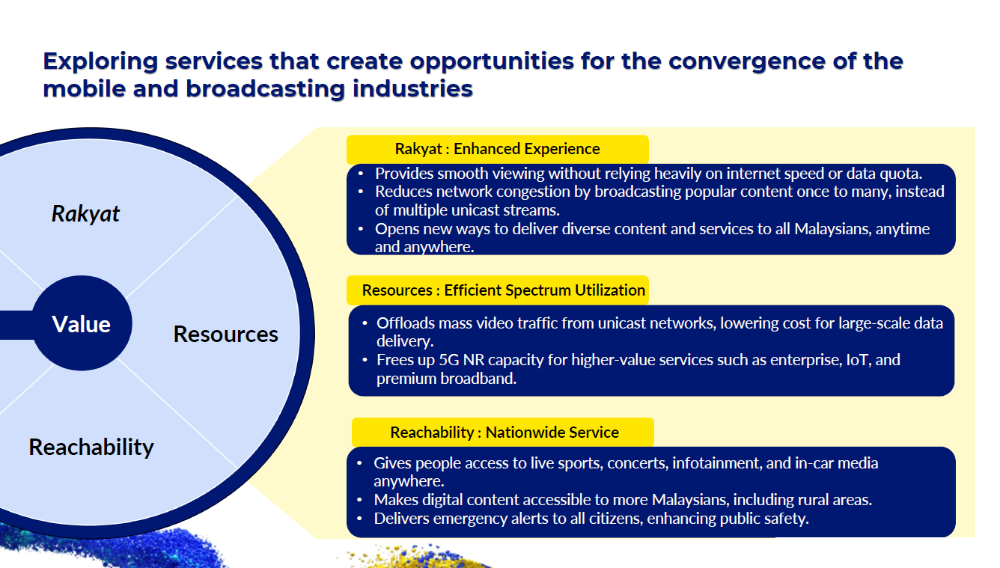 Exploring services that create opportunities for the convergence of the
mobile and broadcasting industries
Rakyat
Value
Resources
Reachability
Rakyat : Enhanced Experience
• Provides smooth viewing without relying heavily on internet speed or data quota.
• Reduces network congestion by broadcasting popular content once to many, instead
of multiple unicast streams.
• Opens new ways to deliver diverse content and services to all Malaysians, anytime
and anywhere.
Resources : Efficient Spectrum Utilization
• Offloads mass video traffic from unicast networks, lowering cost for large-scale data
delivery.
• Frees up 5G NR capacity for higher-value services such as enterprise, IoT, and
premium broadband.
Reachability : Nationwide Service
• Gives people access to live sports, concerts, infotainment, and in-car media
anywhere.
• Makes digital content accessible to more Malaysians, including rural areas.
• Delivers emergency alerts to all citizens, enhancing public safety.